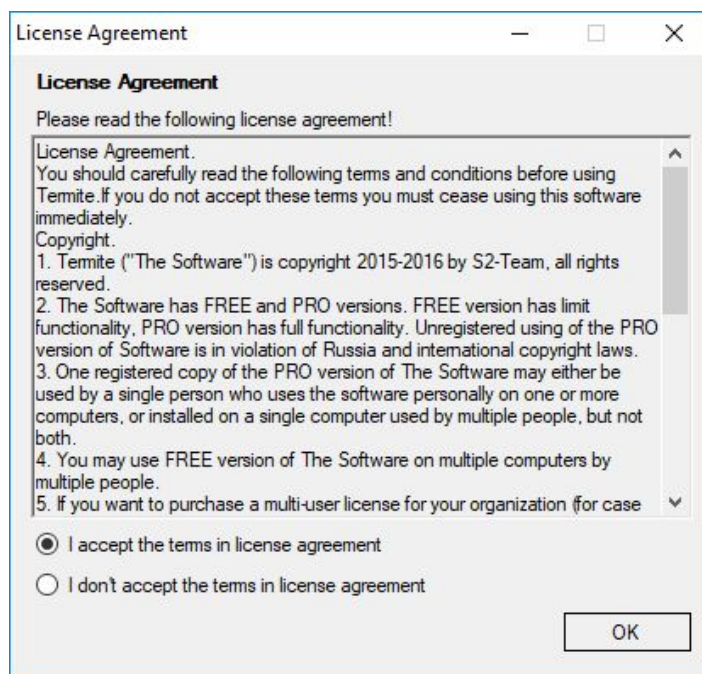 License Agreement
License Agreement
Please read the following license agreement!
License Agreement.
You should carefully read the following terms and conditions before using
Termite.If you do not accept these terms you must cease using this software
immediately.
Copyright.
1. Termite ("The Software") is copyright 2015-2016 by S2-Team, all rights
reserved.
2. The Software has FREE and PRO versions. FREE version has limit
functionality, PRO version has full functionality. Unregistered using of the PRO
version of Software is in violation of Russia and international copyright laws.
3. One registered copy of the PRO version of The Software may either be
used by a single person who uses the software personally on one or more
computers, or installed on a single computer used by multiple people, but not
both.
4. You may use FREE version of The Software on multiple computers by
multiple people.
5. If you want to purchase a multi-user license for your organization (for case
I accept the terms in license agreement
I don't accept the terms in license agreement
OK